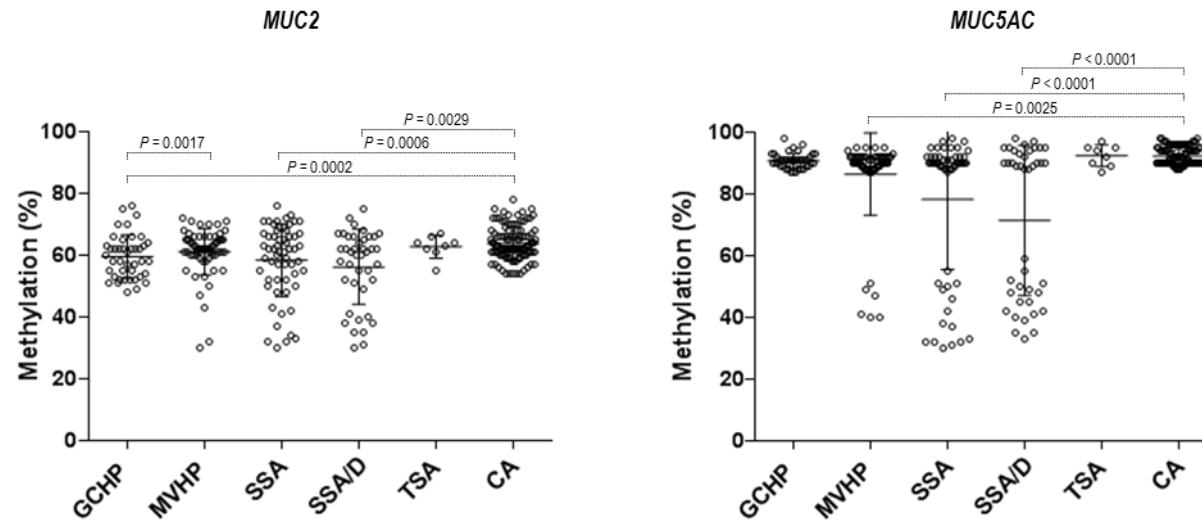 MUC2
P = 0.0029
P = 0.0017
P = 0.0006
P = 0.0002
Methylation (%)
100
80
60
40
20
0
GCHP
MVHP
SSA
SSA/D
TSA
CA
MUC5AC
P < 0.0001
P < 0.0001
P = 0.0025
Methylation (%)
100
80
60
40
20
0
GCHP
MVHP
SSA
SSA/D
TSA
CA